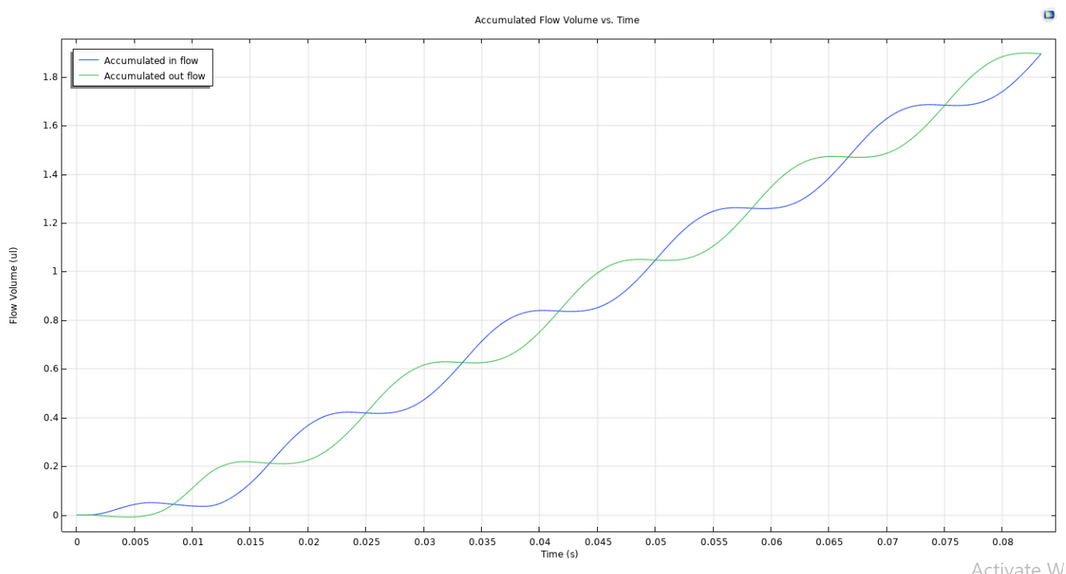 Accumulated Flow Volume vs. Time
Accumulated in flow
Accumulated out flow
Flow Volume (ul)
1.8
1.6
1.4
1.2
1
0.8
0.6
0.4
0.2
0
0 0.005 0.01 0.015 0.02 0.025 0.03 0.035 0.04 0.045 0.05 0.055 0.06 0.065 0.07 0.075 0.08
Time (s)
Activate W